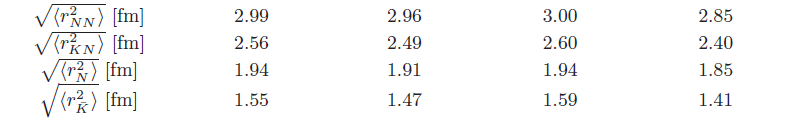 √⟨r²_NN⟩ [fm] 2.99 2.96 3.00 2.85
√⟨r²_KN⟩ [fm] 2.56 2.49 2.60 2.40
√⟨r²_N⟩ [fm] 1.94 1.91 1.94 1.85
√⟨r²_K̄⟩ [fm] 1.55 1.47 1.59 1.41